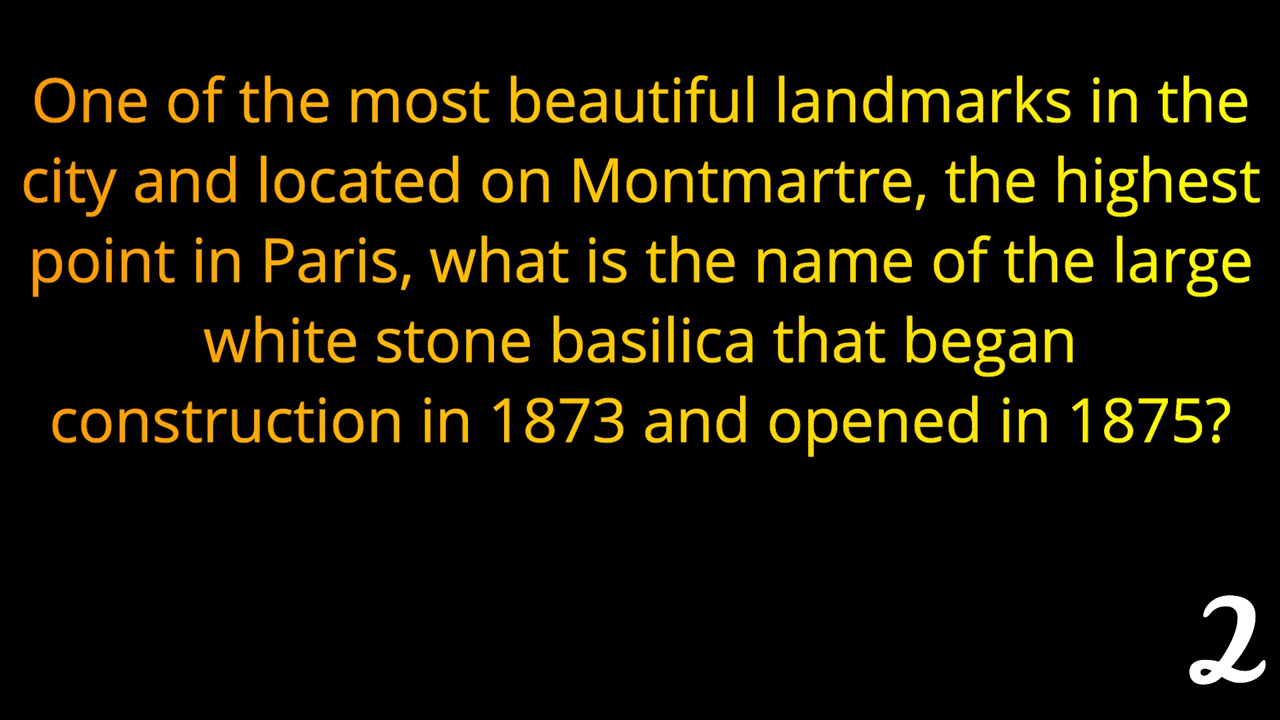 One of the most beautiful landmarks in the
city and located on Montmartre, the highest
point in Paris, what is the name of the large
white stone basilica that began
construction in 1873 and opened in 1875?
2